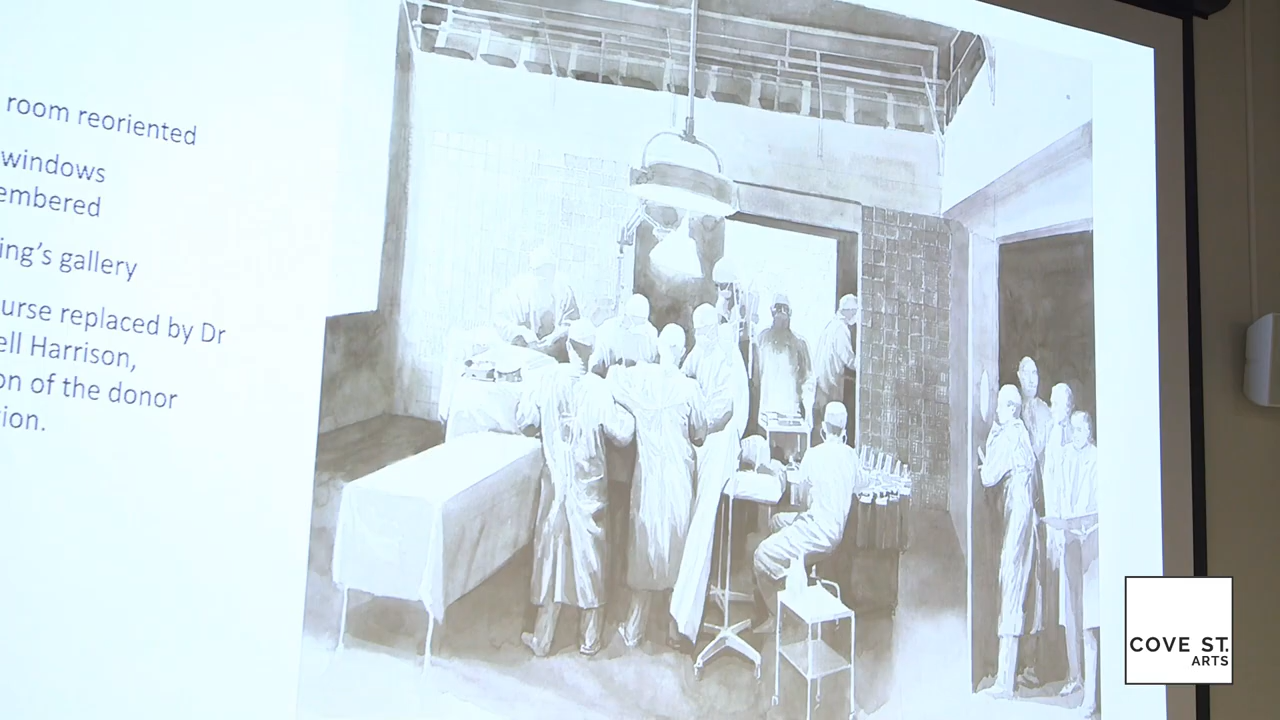 room reoriented
windows
embered
ing's gallery
urse replaced by Dr
ell Harrison,
on of the donor
ion.
COVE ST.
ARTS